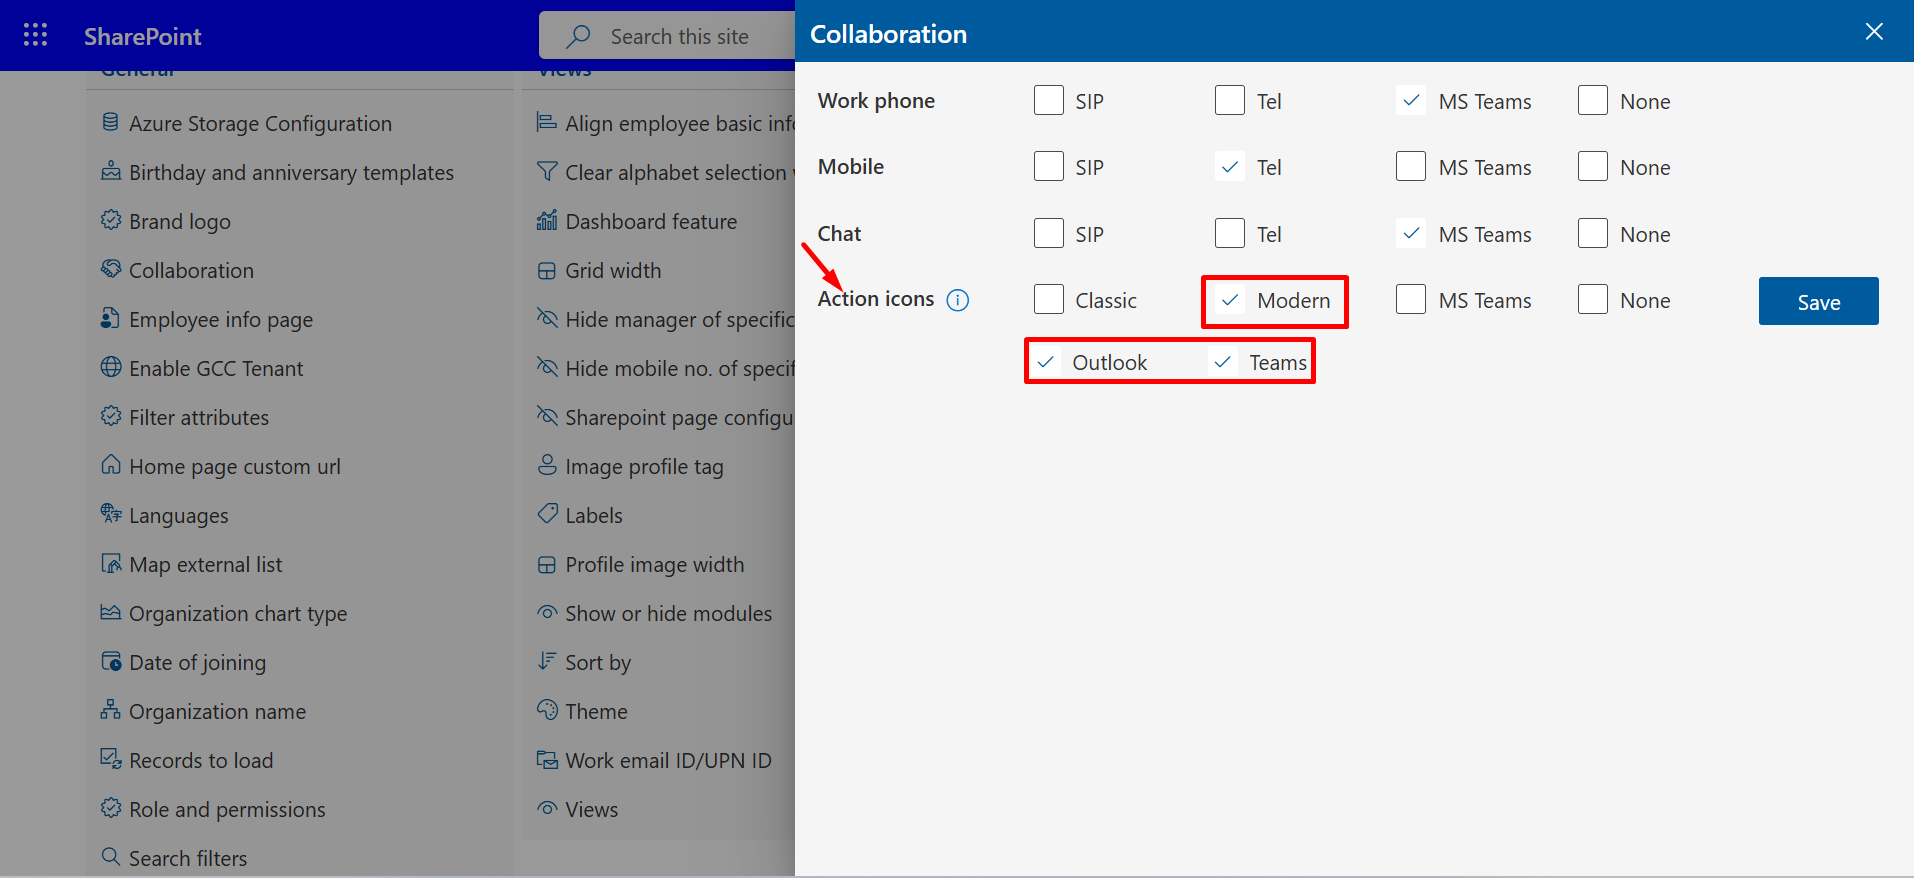 SharePoint
Search this site
General
Azure Storage Configuration
Birthday and anniversary templates
Brand logo
Collaboration
Employee info page
Enable GCC Tenant
Filter attributes
Home page custom url
Languages
Map external list
Organization chart type
Date of joining
Organization name
Records to load
Role and permissions
Search filters
Views
Align employee basic info
Clear alphabet selection
Dashboard feature
Grid width
Hide manager of specific
Hide mobile no. of specif
Sharepoint page configu
Image profile tag
Labels
Profile image width
Show or hide modules
Sort by
Theme
Work email ID/UPN ID
Views
Collaboration
Work phone SIP Tel MS Teams None
Mobile SIP Tel MS Teams None
Chat SIP Tel MS Teams None
Action icons Classic Modern MS Teams None Save
Outlook Teams